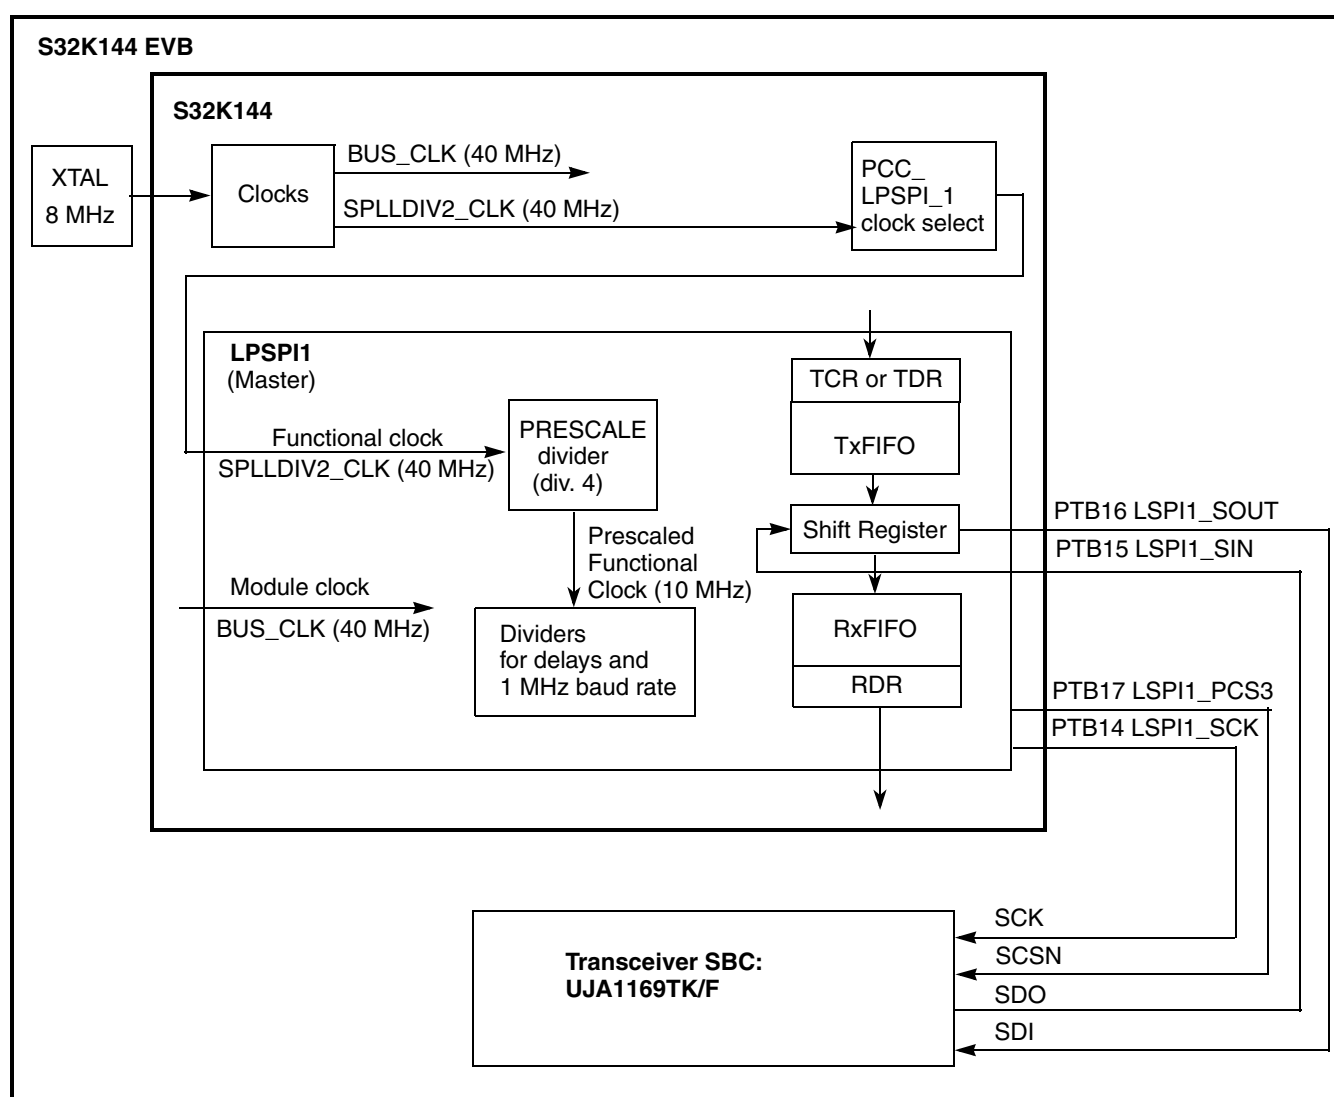 S32K144 EVB
S32K144
XTAL
8 MHz
Clocks
BUS_CLK (40 MHz)
SPLLDIV2_CLK (40 MHz)
PCC_
LPSPI_1
clock select
LPSPI1
(Master)
Functional clock
SPLLDIV2_CLK (40 MHz)
PRESCALE
divider
(div. 4)
Prescaled
Functional
Clock (10 MHz)
Module clock
BUS_CLK (40 MHz)
Dividers
for delays and
1 MHz baud rate
TCR or TDR
TxFIFO
Shift Register
RxFIFO
RDR
PTB16 LSPI1_SOUT
PTB15 LSPI1_SIN
PTB17 LSPI1_PCS3
PTB14 LSPI1_SCK
Transceiver SBC:
UJA1169TK/F
SCK
SCSN
SDO
SDI